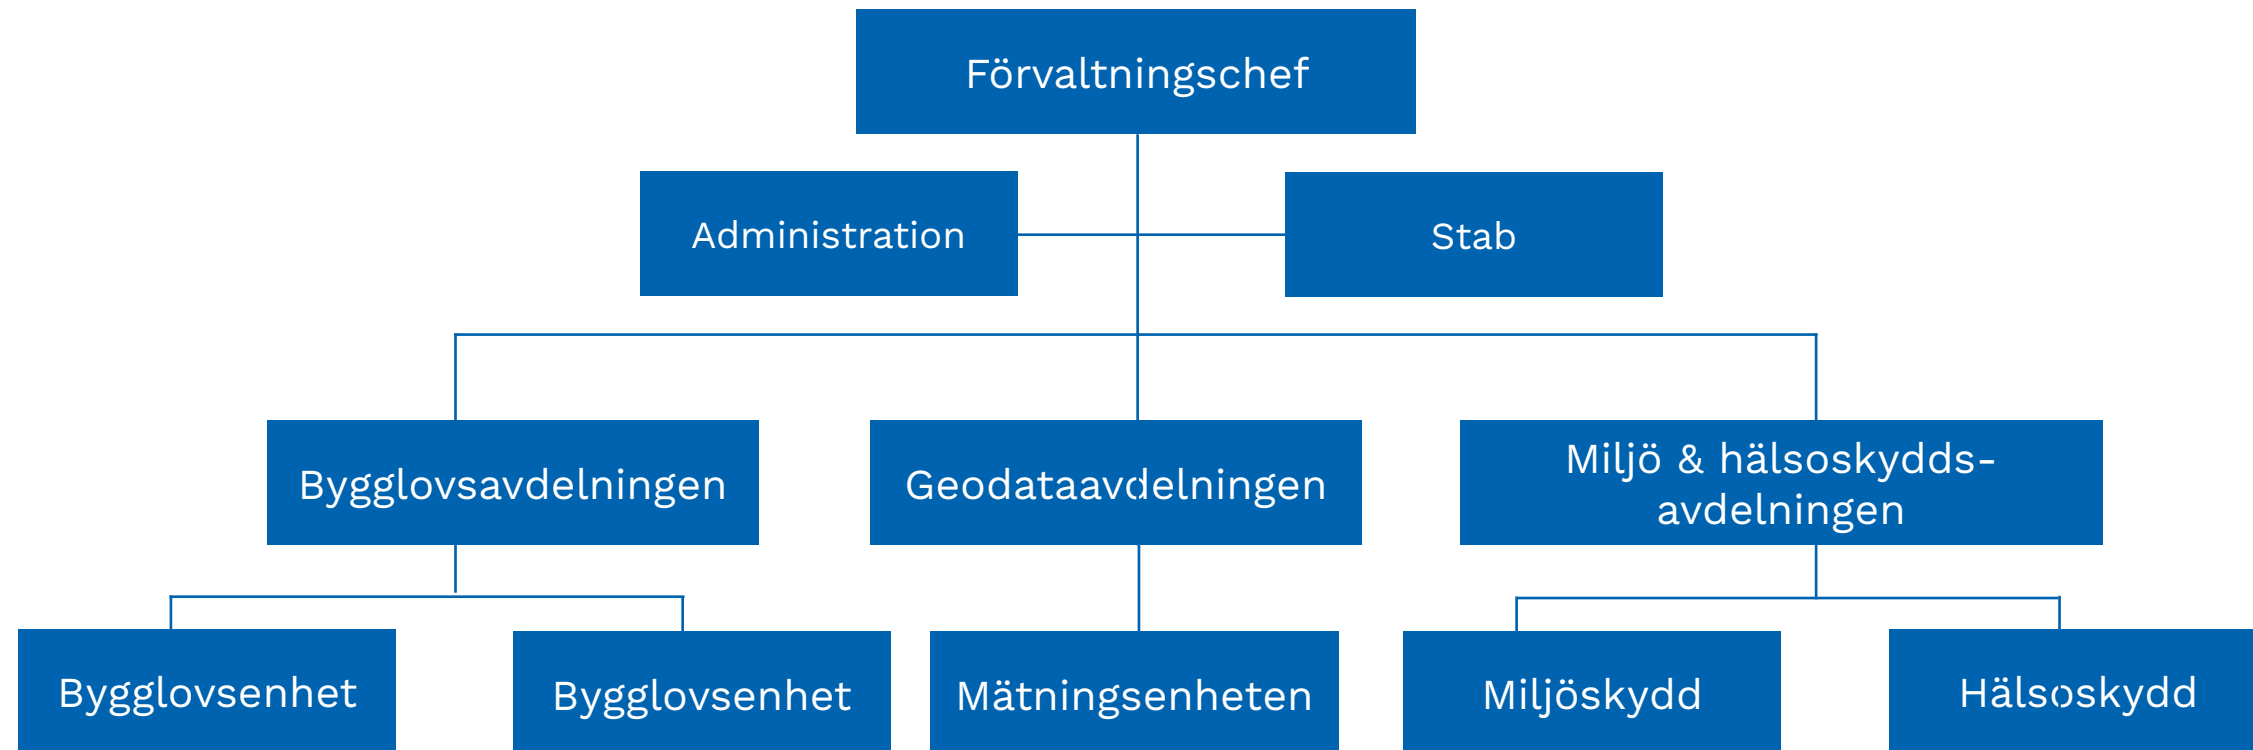 Förvaltningschef
Administration
Stab
Bygglovsavdelningen
Geodataavdelningen
Miljö & hälsoskydds-
avdelningen
Bygglovsenhet
Bygglovsenhet
Mätningsenheten
Miljöskydd
Hälsoskydd